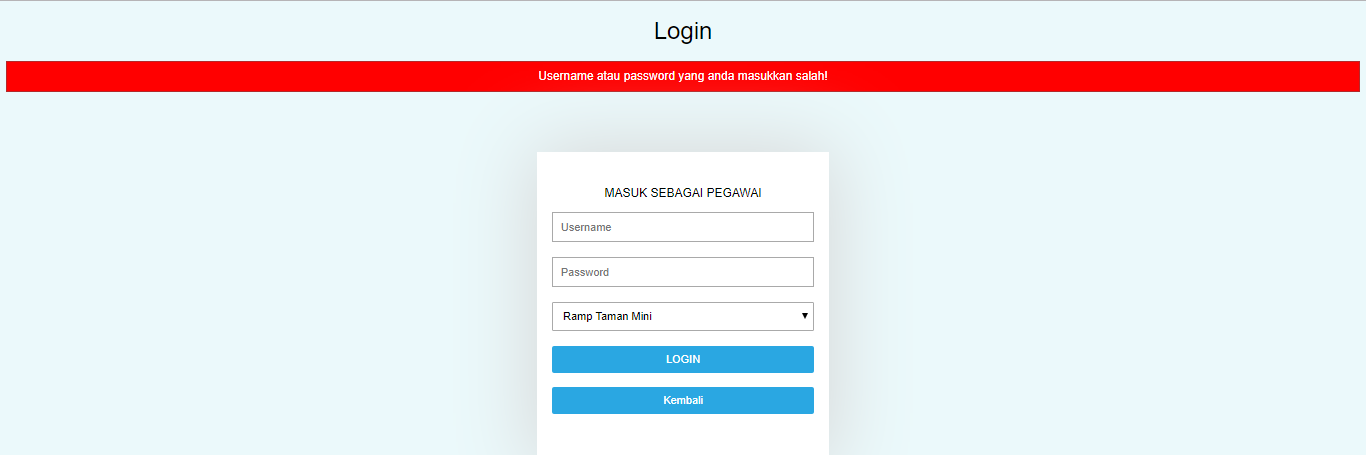 Login
Username atau password yang anda masukkan salah!
MASUK SEBAGAI PEGAWAI
Username
Password
Ramp Taman Mini
LOGIN
Kembali